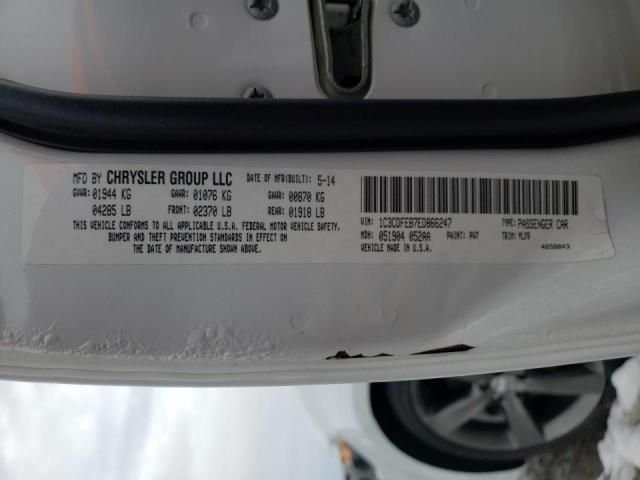 MFD BY CHRYSLER GROUP LLC DATE OF MFR(BUILT): 5-14
GVWR: 01944 KG GAWR: 01076 KG GAWR: 00870 KG
04285 LB FRONT: 02370 LB REAR: 01918 LB
THIS VEHICLE CONFORMS TO ALL APPLICABLE U.S.A. FEDERAL MOTOR VEHICLE SAFETY,
BUMPER AND THEFT PREVENTION STANDARDS IN EFFECT ON
THE DATE OF MANUFACTURE SHOWN ABOVE.
VIN: 1C3CDFEB7ED866247 TYPE: PASSENGER CAR
MDH: 051904 052AA PAINT: PW7 TRIM: VLX9
VEHICLE MADE IN U.S.A. 4658843